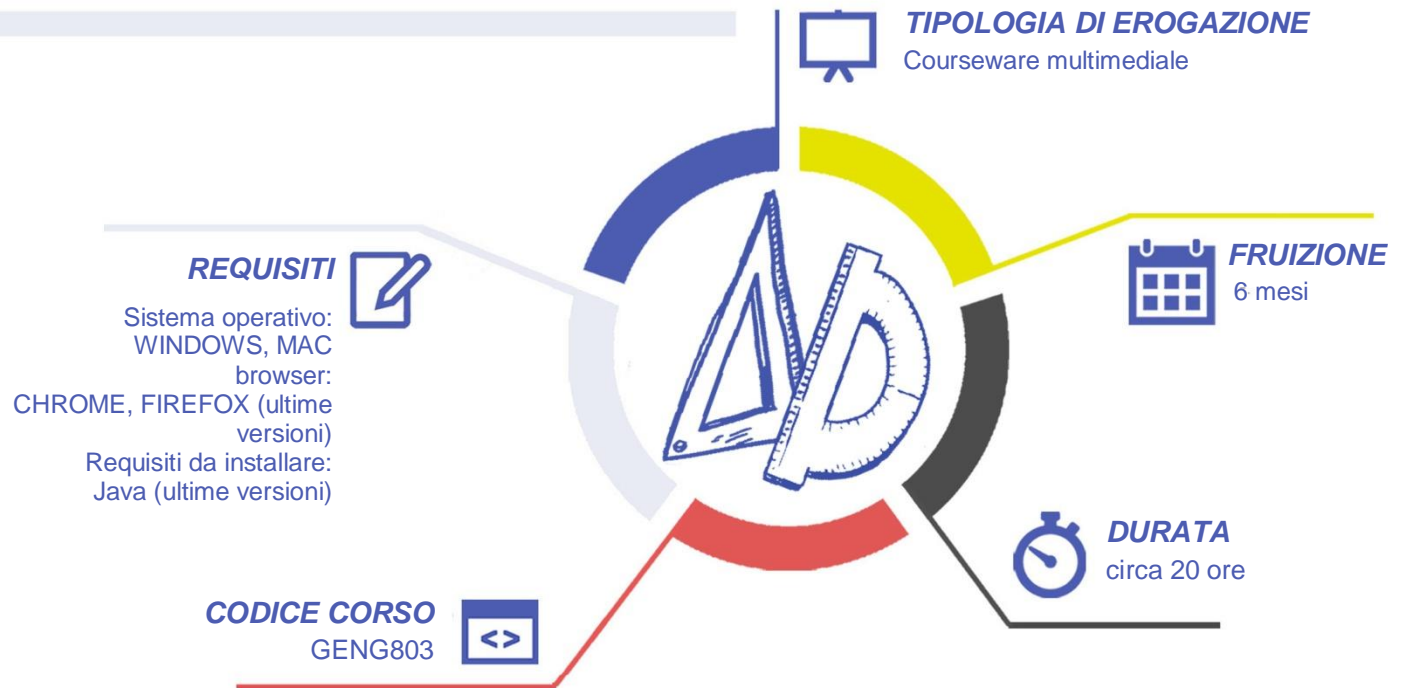 TIPOLOGIA DI EROGAZIONE
Courseware multimediale
REQUISITI
Sistema operativo:
WINDOWS, MAC
browser:
CHROME, FIREFOX (ultime
versioni)
Requisiti da installare:
Java (ultime versioni)
FRUIZIONE
6 mesi
DURATA
circa 20 ore
CODICE CORSO
GENG803
<>